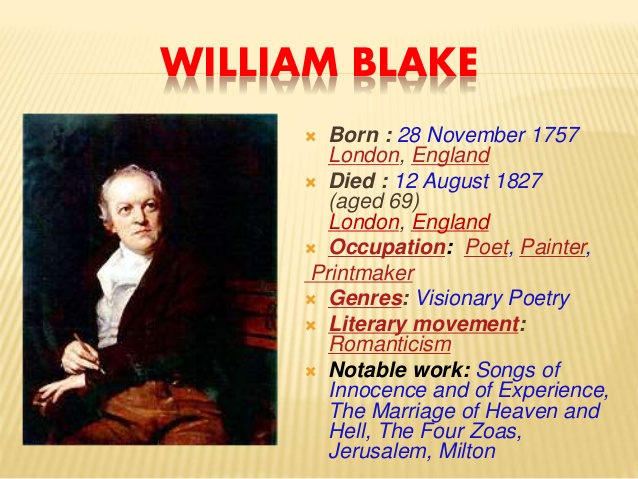 WILLIAM BLAKE
Born : 28 November 1757
London, England
Died : 12 August 1827
(aged 69)
London, England
Occupation: Poet, Painter,
Printmaker
Genres: Visionary Poetry
Literary movement:
Romanticism
Notable work: Songs of
Innocence and of Experience,
The Marriage of Heaven and
Hell, The Four Zoas,
Jerusalem, Milton